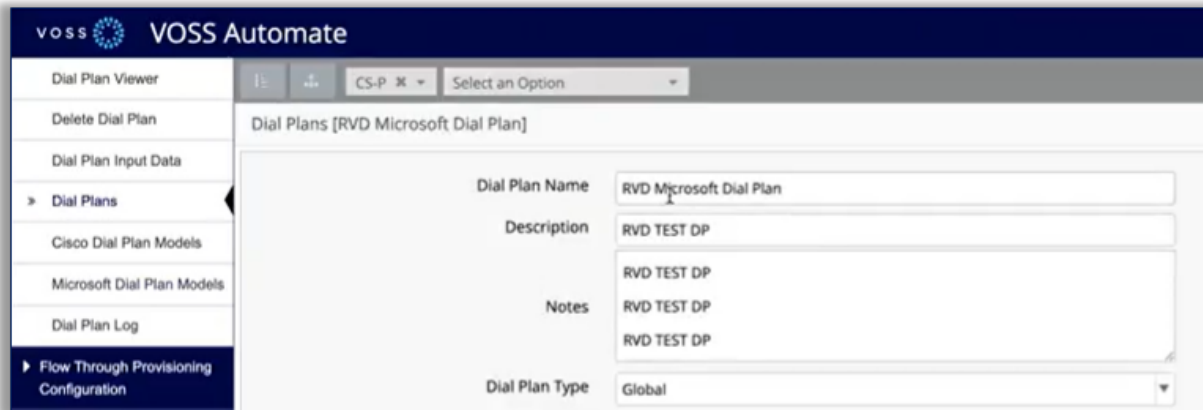 VOSS VOSS Automate
Dial Plan Viewer
Delete Dial Plan
Dial Plan Input Data
Dial Plans
Cisco Dial Plan Models
Microsoft Dial Plan Models
Dial Plan Log
Flow Through Provisioning
Configuration
CS-P Select an Option
Dial Plans [RVD Microsoft Dial Plan]
Dial Plan Name RVD Microsoft Dial Plan
Description RVD TEST DP
Notes
RVD TEST DP
RVD TEST DP
RVD TEST DP
Dial Plan Type Global